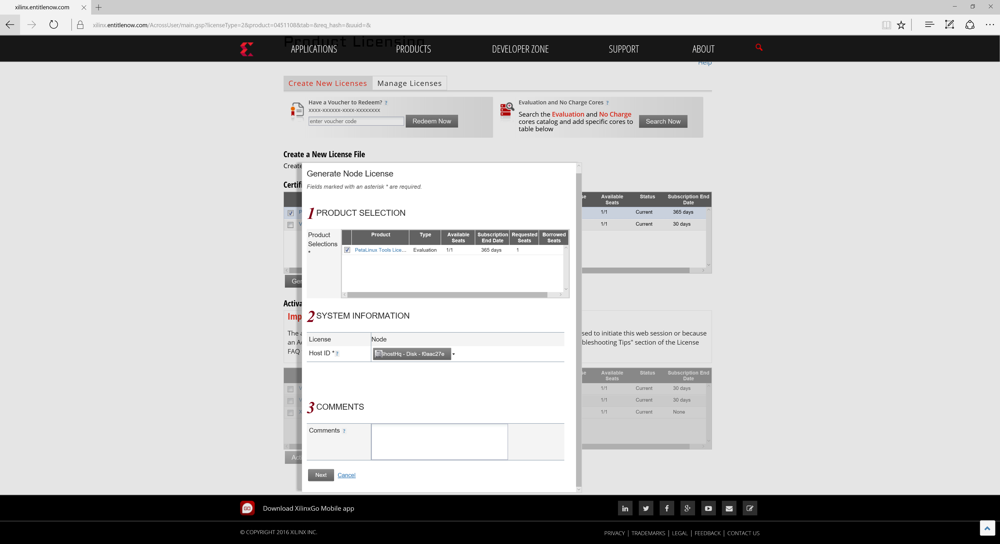 xilinx.entitlenow.com
xilinx.entitlenow.com/AcrossUser/main.gsp?licenseType=2&product=0451108&tab=&req_hash=&uuid=&
Product Licensing
APPLICATIONS PRODUCTS DEVELOPER ZONE SUPPORT ABOUT
Help
Create New Licenses Manage Licenses
Have a Voucher to Redeem? ?
xxxx-xxxxxx-xxxx-xxxxxxxx
enter voucher code Redeem Now
Evaluation and No Charge Cores ?
Search the Evaluation and No Charge
cores catalog and add specific cores to
table below
Search Now
Create a New License File
Create
Certifi
Available Seats Status Subscription End Date
1/1 Current 365 days
1/1 Current 30 days
Generate Node License
Fields marked with an asterisk * are required.
1 PRODUCT SELECTION
Product Selections *
Product Type Available Seats Subscription End Date Requested Seats Borrowed Seats
PetaLinux Tools Lice... Evaluation 1/1 365 days 1
2 SYSTEM INFORMATION
License Node
Host ID * ? GhostHq - Disk - f0aac27e
3 COMMENTS
Comments ?
Next Cancel
Activa
Imp
The a
sed to initiate this web session or because
an A
bleshooting Tips" section of the License
FAQ
se Available Seats Status Subscription End Date
1/1 Current 30 days
1/1 Current 30 days
1/1 Current None
Acti
GO Download XilinxGo Mobile app
© COPYRIGHT 2016 XILINX INC.
PRIVACY | TRADEMARKS | LEGAL | FEEDBACK | CONTACT US